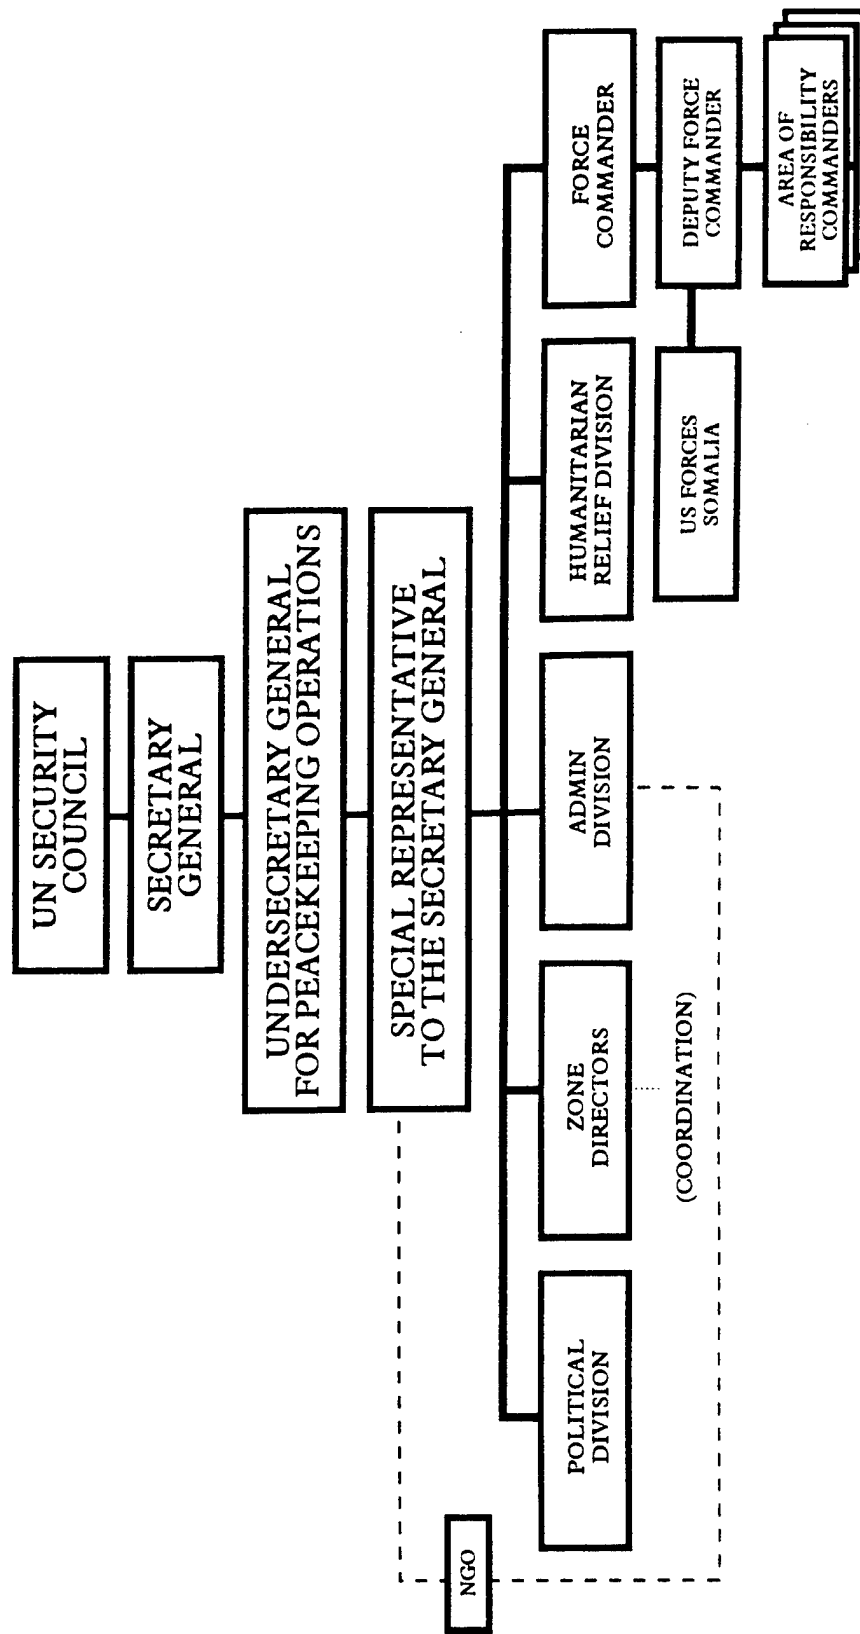 UN SECURITY
COUNCIL
SECRETARY
GENERAL
UNDERSECRETARY GENERAL
FOR PEACEKEEPING OPERATIONS
SPECIAL REPRESENTATIVE
TO THE SECRETARY GENERAL
NGO
POLITICAL
DIVISION
ZONE
DIRECTORS
ADMIN
DIVISION
HUMANITARIAN
RELIEF DIVISION
FORCE
COMMANDER
(COORDINATION)
US FORCES
SOMALIA
DEPUTY FORCE
COMMANDER
AREA OF
RESPONSIBILITY
COMMANDERS